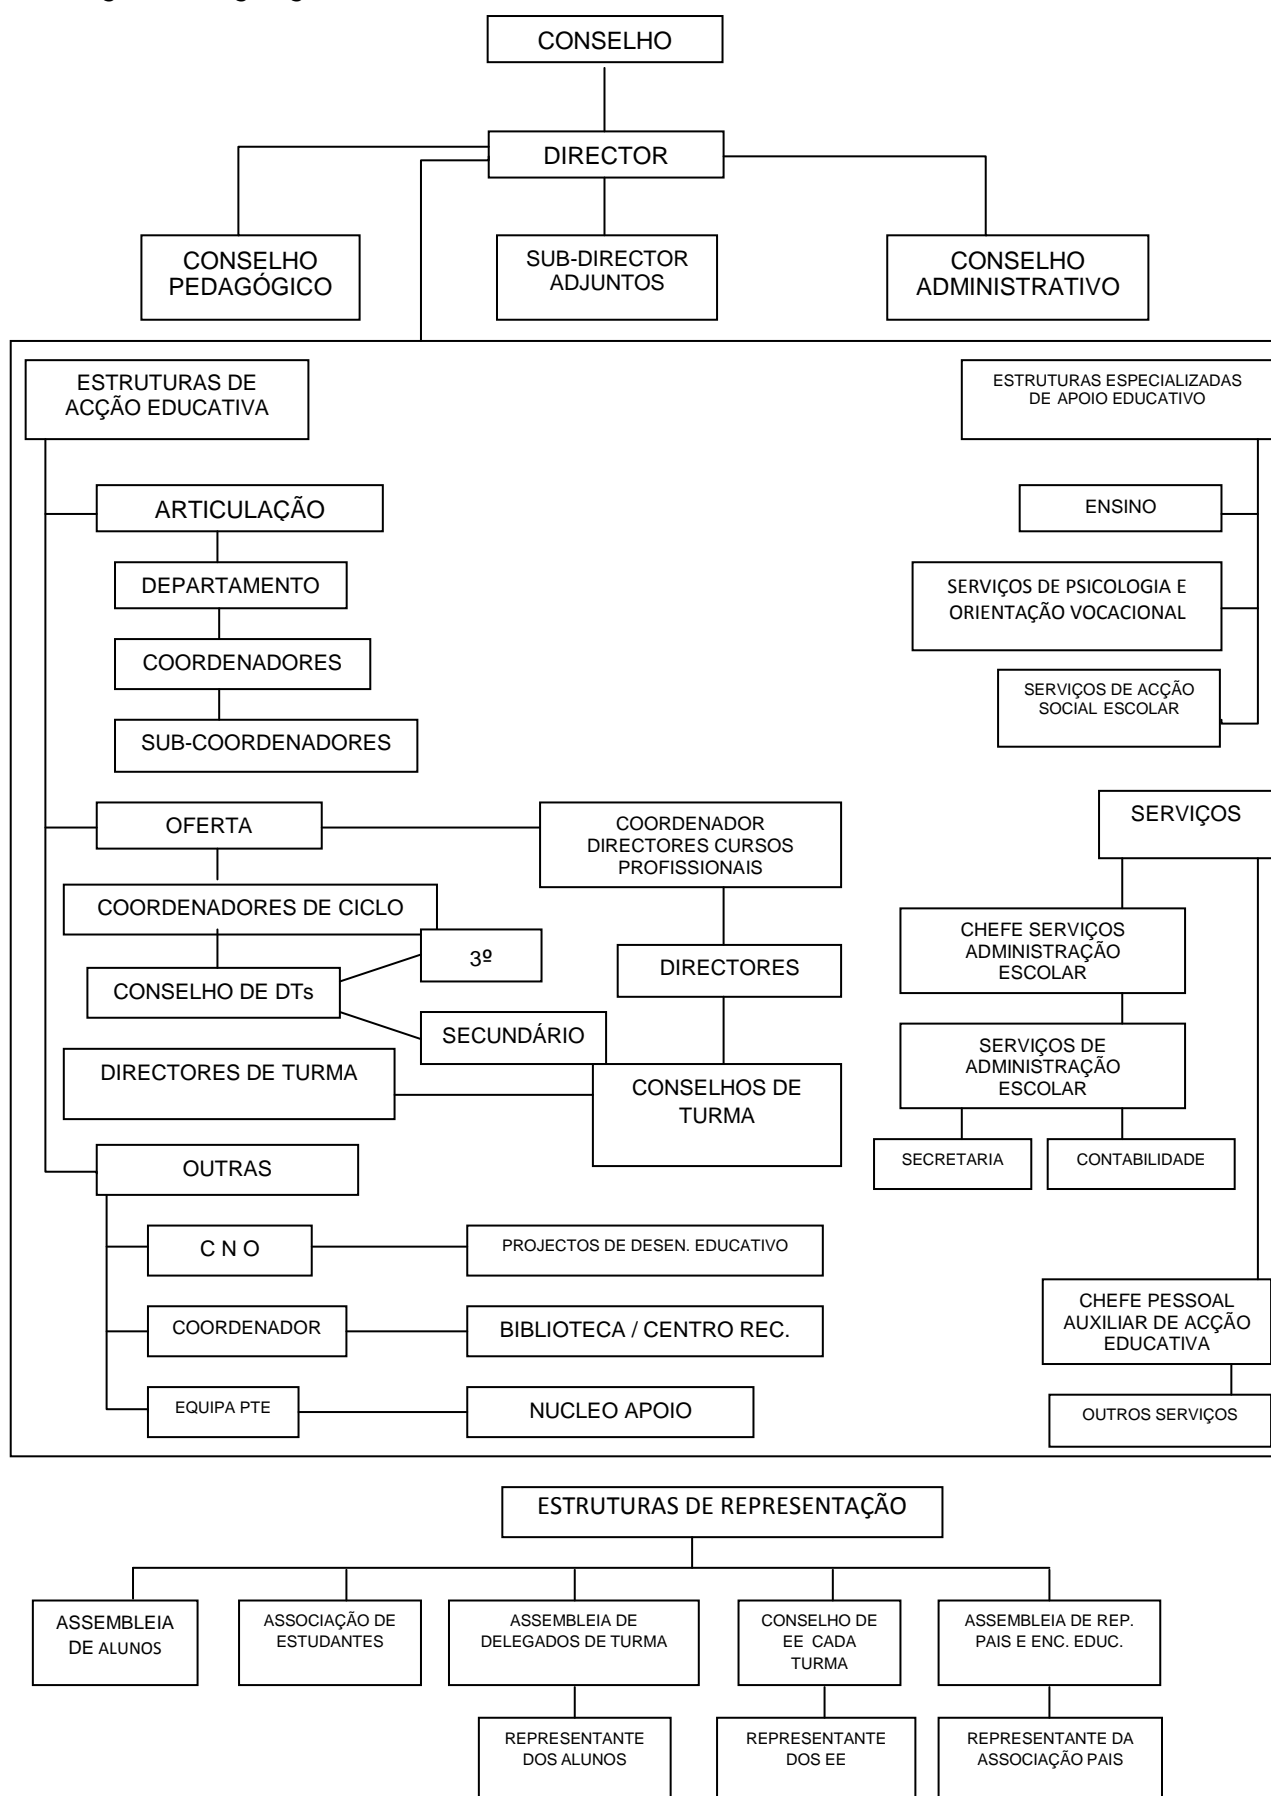 CONSELHO
DIRECTOR
CONSELHO
PEDAGÓGICO
SUB-DIRECTOR
ADJUNTOS
CONSELHO
ADMINISTRATIVO
ESTRUTURAS DE
ACÇÃO EDUCATIVA
ESTRUTURAS ESPECIALIZADAS
DE APOIO EDUCATIVO
ARTICULAÇÃO
ENSINO
DEPARTAMENTO
SERVIÇOS DE PSICOLOGIA E
ORIENTAÇÃO VOCACIONAL
COORDENADORES
SERVIÇOS DE ACÇÃO
SOCIAL ESCOLAR
SUB-COORDENADORES
OFERTA
COORDENADOR
DIRECTORES CURSOS
PROFISSIONAIS
SERVIÇOS
COORDENADORES DE CICLO
3º
DIRECTORES
CHEFE SERVIÇOS
ADMINISTRAÇÃO
ESCOLAR
CONSELHO DE DTs
SECUNDÁRIO
SERVIÇOS DE
ADMINISTRAÇÃO
ESCOLAR
DIRECTORES DE TURMA
CONSELHOS DE
TURMA
SECRETARIA
CONTABILIDADE
OUTRAS
C N O
PROJECTOS DE DESEN. EDUCATIVO
CHEFE PESSOAL
AUXILIAR DE ACÇÃO
EDUCATIVA
COORDENADOR
BIBLIOTECA / CENTRO REC.
EQUIPA PTE
NUCLEO APOIO
OUTROS SERVIÇOS
ESTRUTURAS DE REPRESENTAÇÃO
ASSEMBLEIA
DE ALUNOS
ASSOCIAÇÃO DE
ESTUDANTES
ASSEMBLEIA DE
DELEGADOS DE TURMA
CONSELHO DE
EE CADA
TURMA
ASSEMBLEIA DE REP.
PAIS E ENC. EDUC.
REPRESENTANTE
DOS ALUNOS
REPRESENTANTE
DOS EE
REPRESENTANTE DA
ASSOCIAÇÃO PAIS